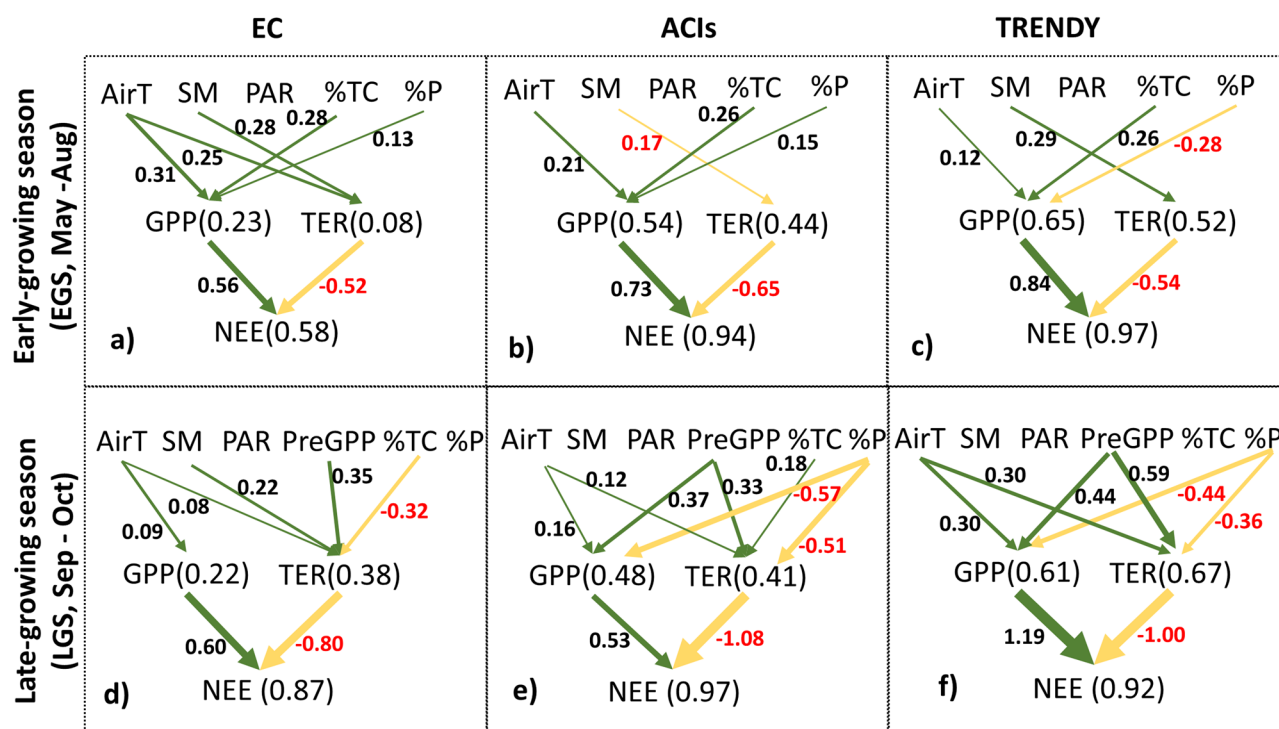 EC ACIs TRENDY
Early-growing season
(EGS, May -Aug)
AirT SM PAR %TC %P
0.31 0.25 0.28 0.28 0.13
GPP(0.23) TER(0.08)
0.56 -0.52
NEE(0.58)
a)
AirT SM PAR %TC %P
0.21 0.17 0.26 0.15
GPP(0.54) TER(0.44)
0.73 -0.65
NEE (0.94)
b)
AirT SM PAR %TC %P
0.12 0.29 0.26 -0.28
GPP(0.65) TER(0.52)
0.84 -0.54
NEE (0.97)
c)
Late-growing season
(LGS, Sep - Oct)
AirT SM PAR PreGPP %TC %P
0.09 0.08 0.22 0.35 -0.32
GPP(0.22) TER(0.38)
0.60 -0.80
NEE (0.87)
d)
AirT SM PAR PreGPP %TC %P
0.16 0.12 0.37 0.33 0.18 -0.57
-0.51
GPP(0.48) TER(0.41)
0.53 -1.08
NEE (0.97)
e)
AirT SM PAR PreGPP %TC %P
0.30 0.30 0.44 0.59 -0.44
-0.36
GPP(0.61) TER(0.67)
1.19 -1.00
NEE (0.92)
f)